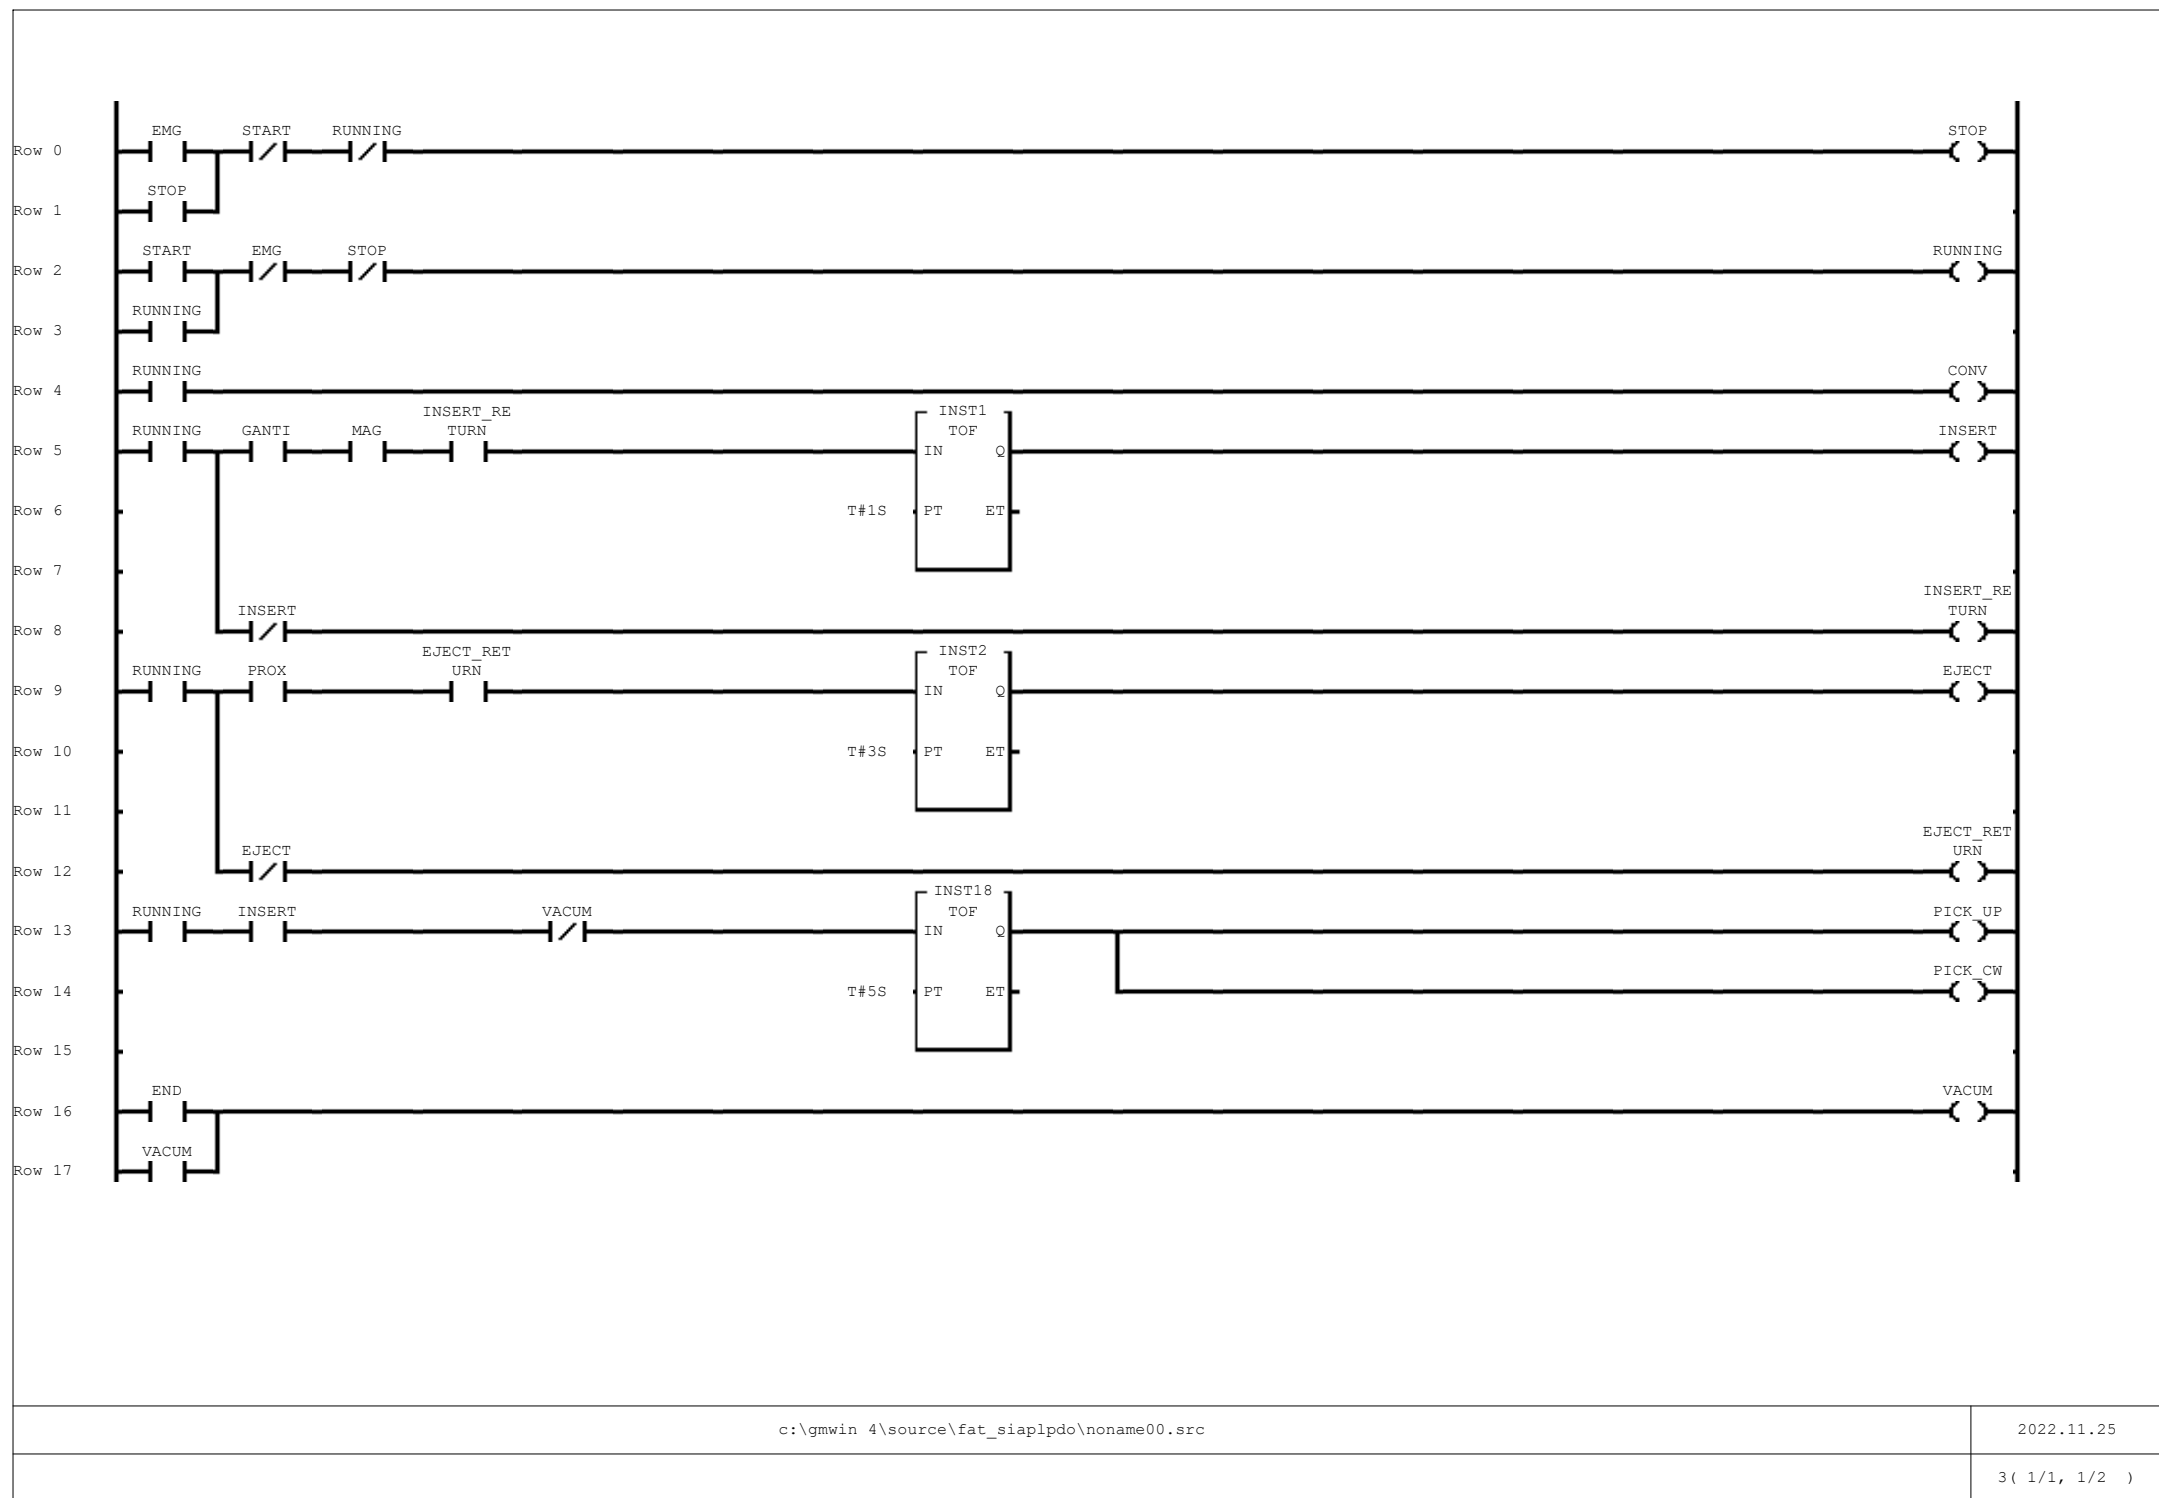 EMG START RUNNING STOP
Row 0
STOP
Row 1
START EMG STOP RUNNING
Row 2
RUNNING
Row 3
RUNNING CONV
Row 4
INSERT_RE INST1
RUNNING GANTI MAG TURN TOF INSERT
Row 5 IN Q
Row 6 T#1S PT ET
Row 7
INSERT_RE
INSERT TURN
Row 8
EJECT_RET INST2
RUNNING PROX URN TOF EJECT
Row 9 IN Q
Row 10 T#3S PT ET
Row 11
EJECT_RET
EJECT URN
Row 12
INST18
RUNNING INSERT VACUM TOF PICK_UP
Row 13 IN Q
PICK_CW
Row 14 T#5S PT ET
Row 15
END VACUM
Row 16
VACUM
Row 17
c:\gmwin 4\source\fat_siaplpdo\noname00.src 2022.11.25
3( 1/1, 1/2 )